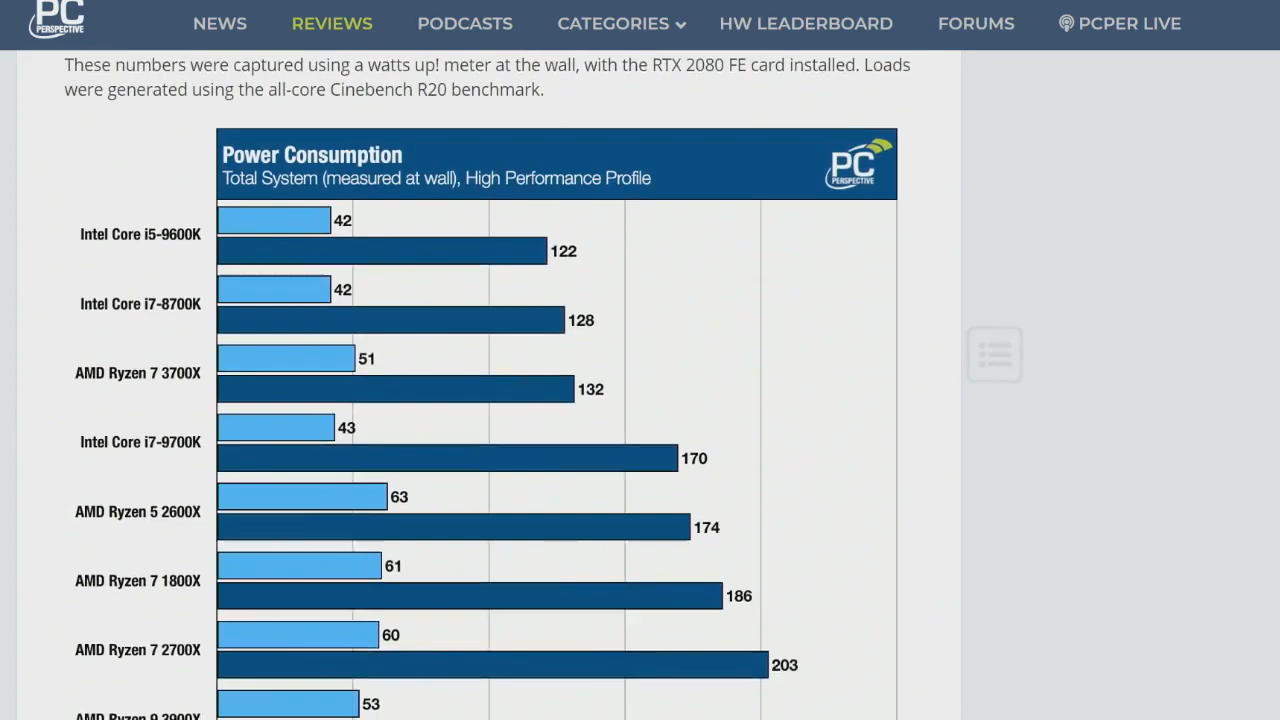 PC
PERSPECTIVE
NEWS
REVIEWS
PODCASTS
CATEGORIES
HW LEADERBOARD
FORUMS
PCPER LIVE
These numbers were captured using a watts up! meter at the wall, with the RTX 2080 FE card installed. Loads
were generated using the all-core Cinebench R20 benchmark.
Power Consumption
Total System (measured at wall), High Performance Profile
PC
PERSPECTIVE
Intel Core i5-9600K
42
122
Intel Core i7-8700K
42
128
AMD Ryzen 7 3700X
51
132
Intel Core i7-9700K
43
170
AMD Ryzen 5 2600X
63
174
AMD Ryzen 7 1800X
61
186
AMD Ryzen 7 2700X
60
203
AMD Ryzen 9 3900X
53